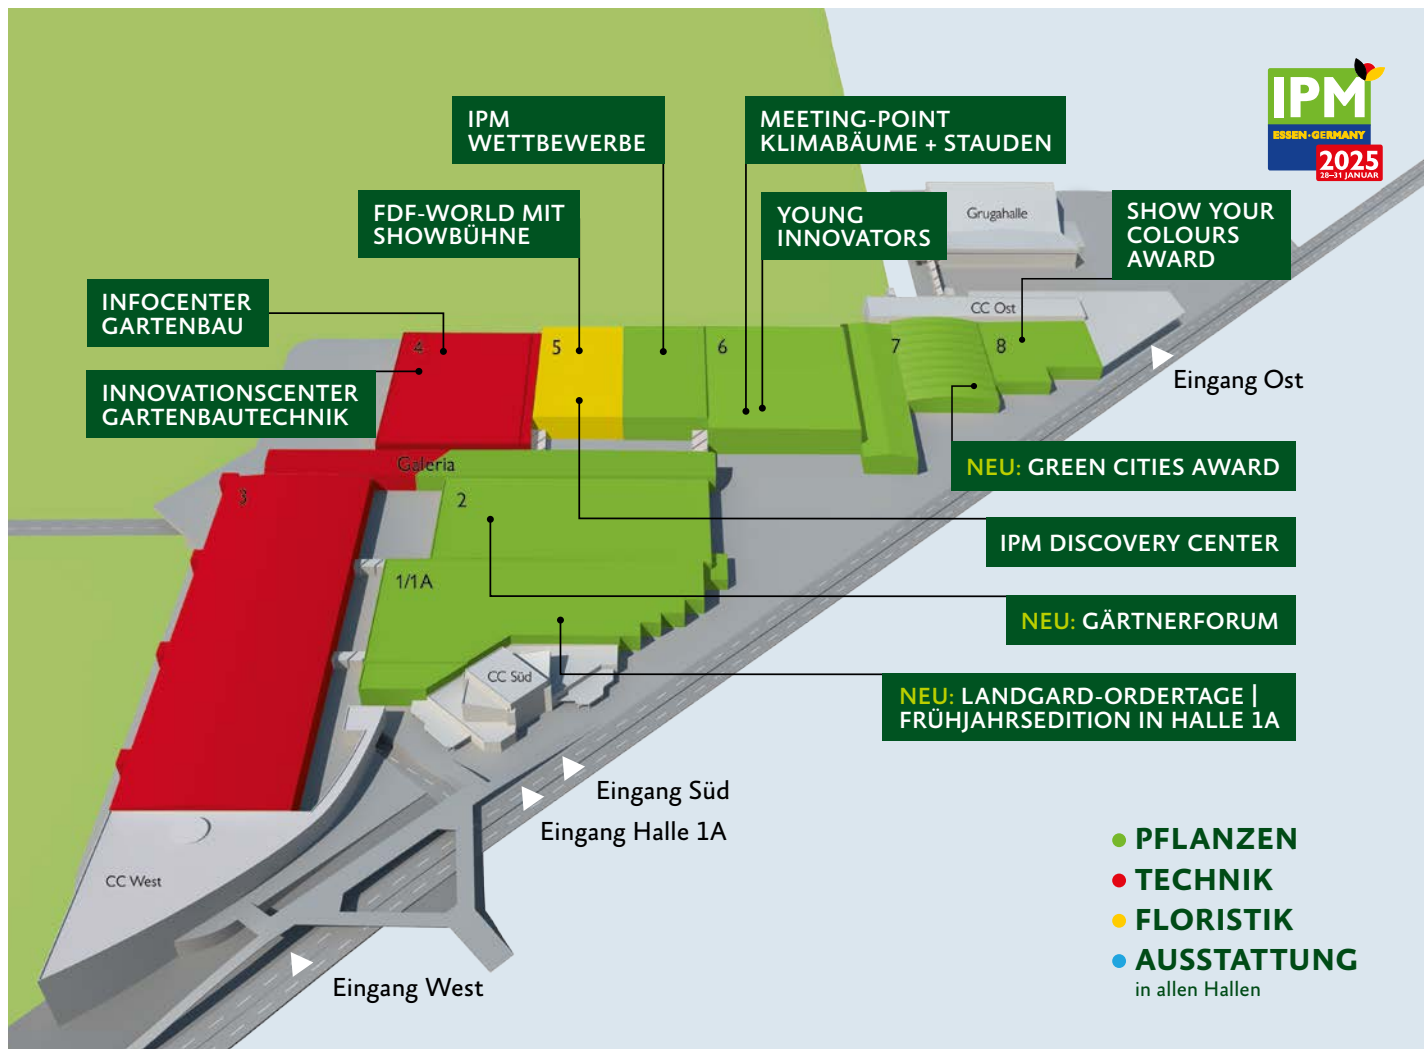 IPM
ESSEN·GERMANY
2025
28–31 JANUAR
IPM
WETTBEWERBE
MEETING-POINT
KLIMABÄUME + STAUDEN
FDF-WORLD MIT
SHOWBÜHNE
YOUNG
INNOVATORS
Grugahalle
SHOW YOUR
COLOURS
AWARD
INFOCENTER
GARTENBAU
CC Ost
4
5
6
7
8
INNOVATIONSCENTER
GARTENBAUTECHNIK
Eingang Ost
Galeria
NEU: GREEN CITIES AWARD
3
2
IPM DISCOVERY CENTER
1/1A
NEU: GÄRTNERFORUM
CC Süd
NEU: LANDGARD-ORDERTAGE |
FRÜHJAHRSEDITION IN HALLE 1A
Eingang Süd
Eingang Halle 1A
CC West
Eingang West
PFLANZEN
TECHNIK
FLORISTIK
AUSSTATTUNG
in allen Hallen